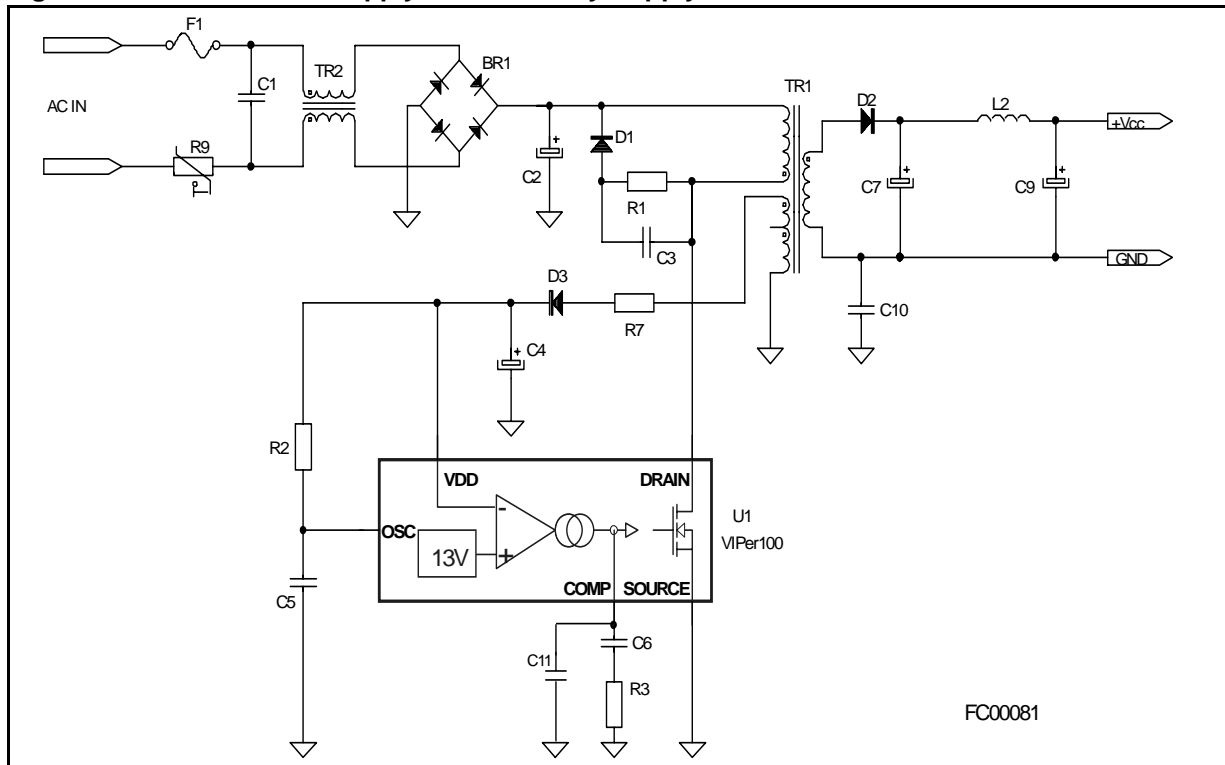 F1
TR2
BR1
C1
AC IN
R9
T°
C2
D1
R1
C3
TR1
D2
L2
+Vcc
C7
+
C9
+
GND
C10
D3
R7
C4
+
R2
C5
VDD
DRAIN
OSC
13V
-
+
COMP
SOURCE
U1
VIPer100
C11
C6
R3
FC00081